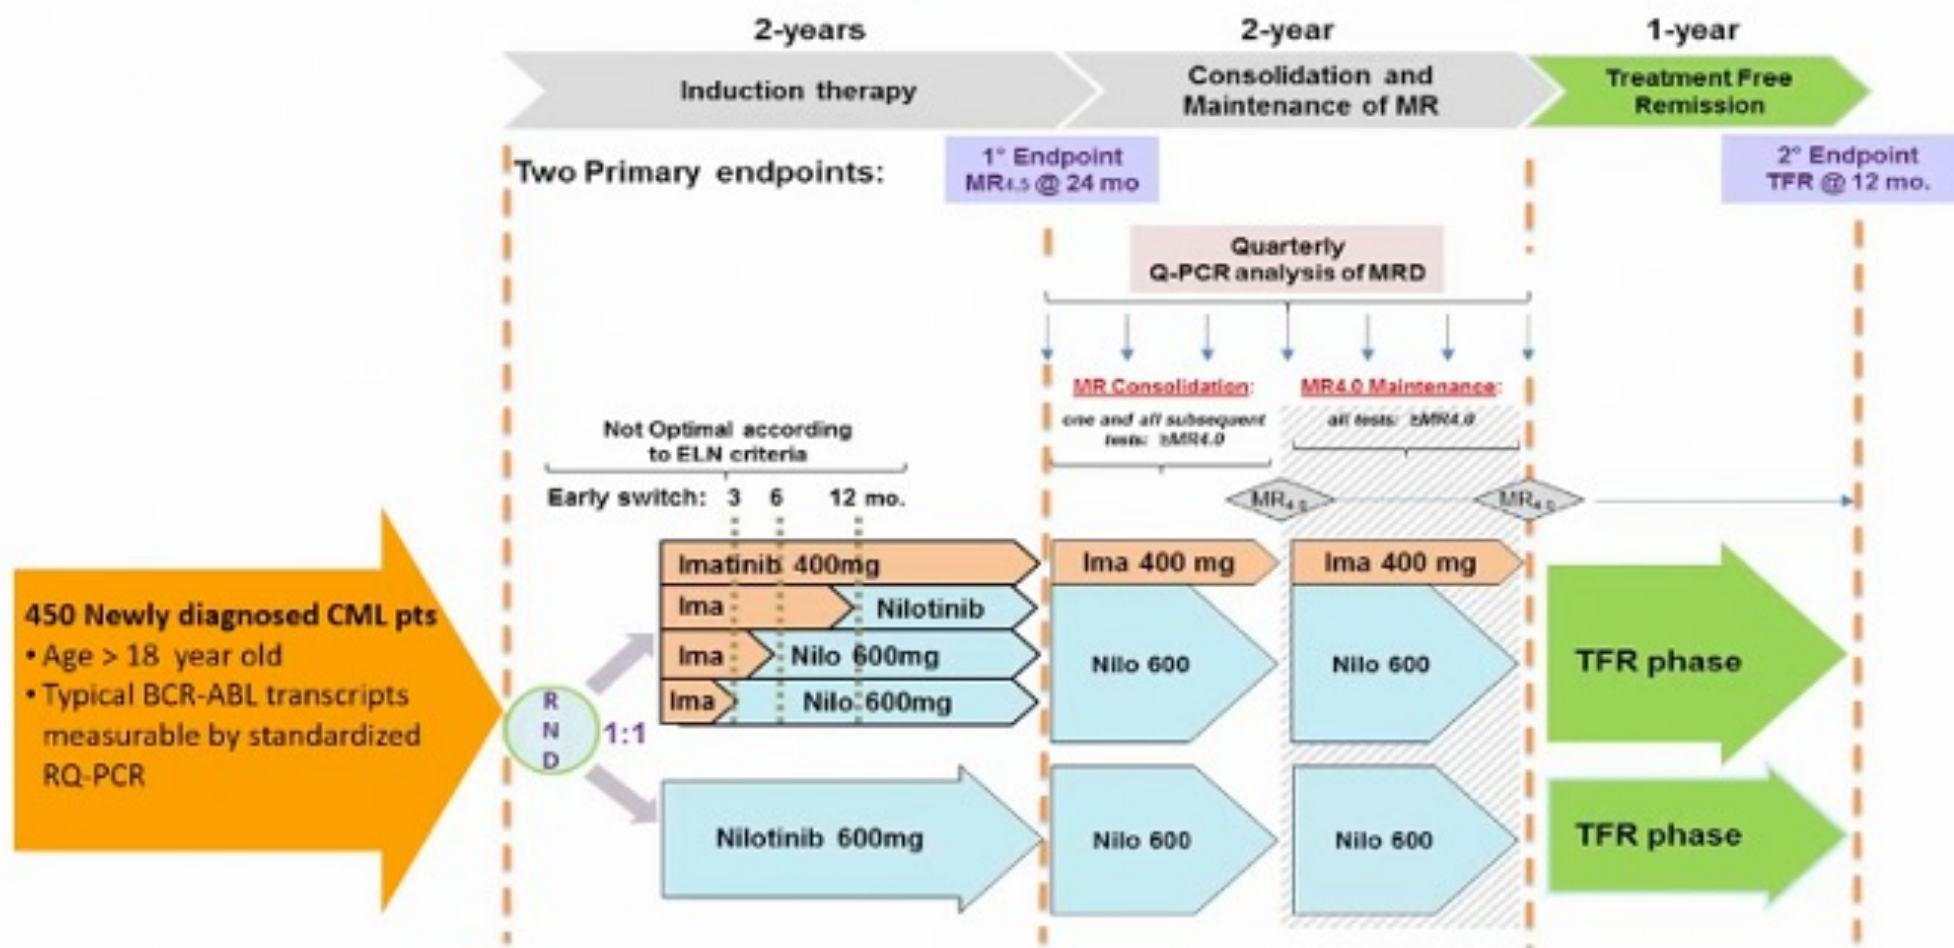 2-years
2-year
1-year
Induction therapy
Consolidation and
Maintenance of MR
Treatment Free
Remission
Two Primary endpoints:
1° Endpoint
MR4.5 @ 24 mo
2° Endpoint
TFR @ 12 mo.
Quarterly
Q-PCR analysis of MRD
MR Consolidation:
one and all subsequent
tests: ≥MR4.0
MR4.0 Maintenance:
all tests: ≥MR4.0
Not Optimal according
to ELN criteria
Early switch: 3 6 12 mo.
MR4.0
MR4.0
450 Newly diagnosed CML pts
• Age > 18 year old
• Typical BCR-ABL transcripts
measurable by standardized
RQ-PCR
R
N
D
1:1
Imatinib 400mg
Ima
Nilotinib
Ima
Nilo 600mg
Ima
Nilo 600mg
Nilotinib 600mg
Ima 400 mg
Nilo 600
Nilo 600
Ima 400 mg
Nilo 600
Nilo 600
TFR phase
TFR phase